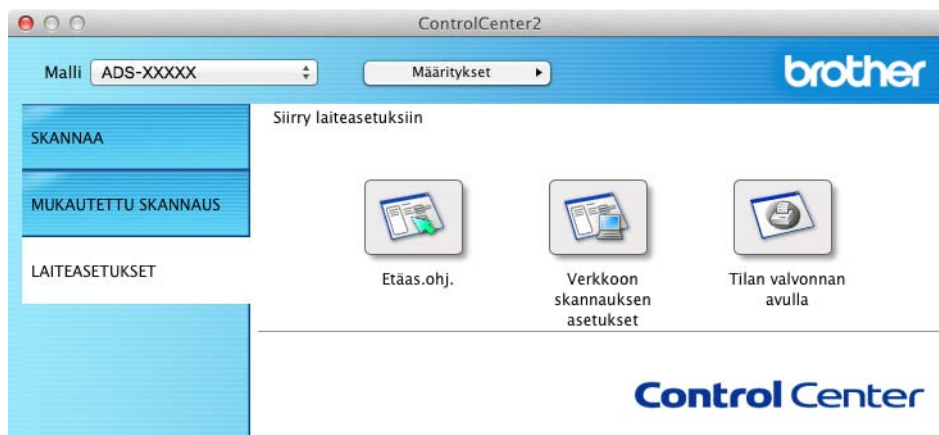 ControlCenter2
Malli ADS-XXXXX Määritykset
brother
SKANNAA
MUKAUTETTU SKANNAUS
LAITEASETUKSET
Siirry laiteasetuksiin
Etäas.ohj.
Verkkoon
skannauksen
asetukset
Tilan valvonnan
avulla
Control Center